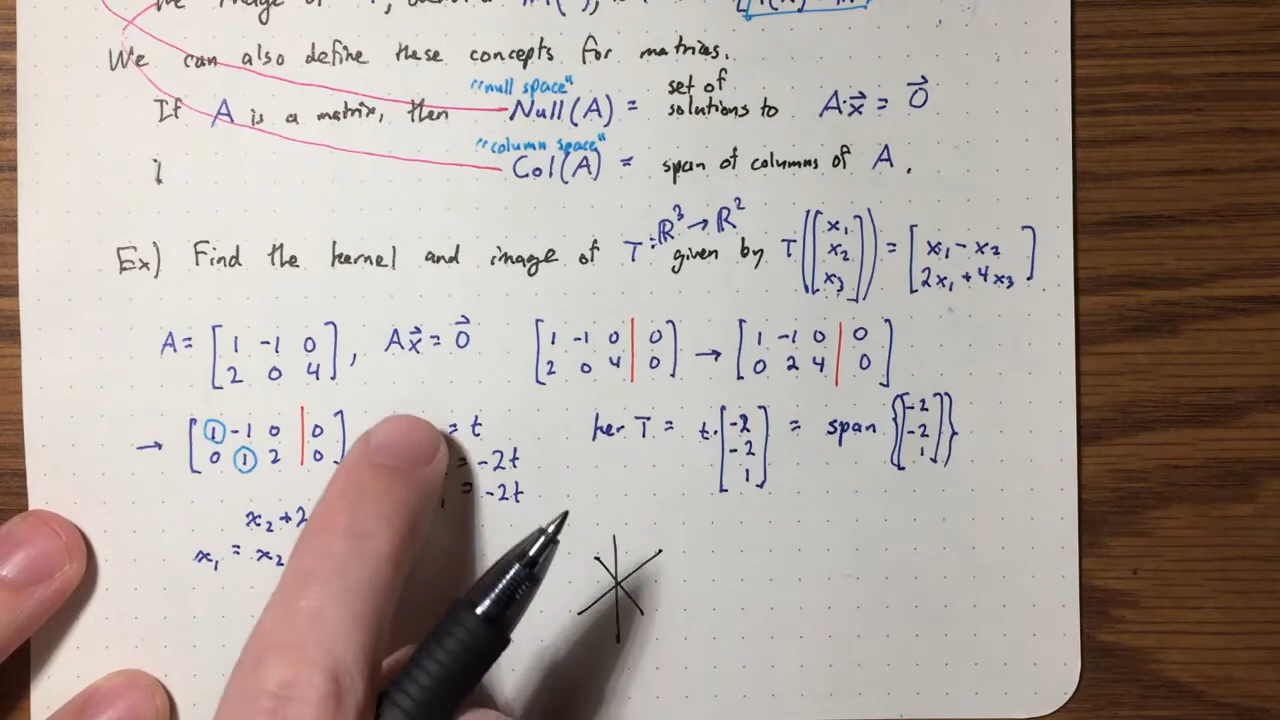 We can also define these concepts for matrices.
"null space"
If A is a matrix, then Null(A) = set of solutions to A·x⃗ = 0⃗
"column space"
Col(A) = span of columns of A.
Ex) Find the kernel and image of T: ℝ³ → ℝ² given by T([x₁ x₂ x₃]) = [x₁ - x₂ 2x₁ + 4x₃]
A = [1 -1 0 2 0 4], Ax⃗ = 0⃗ [1 -1 0 | 0 2 0 4 | 0] → [1 -1 0 | 0 0 2 4 | 0]
→ [1 -1 0 | 0 0 1 2 | 0] = t ker T = t·[-2 -2 1] = span {[-2 -2 1]}
= -2t
= -2t
x₂ + 2
x₁ = x₂